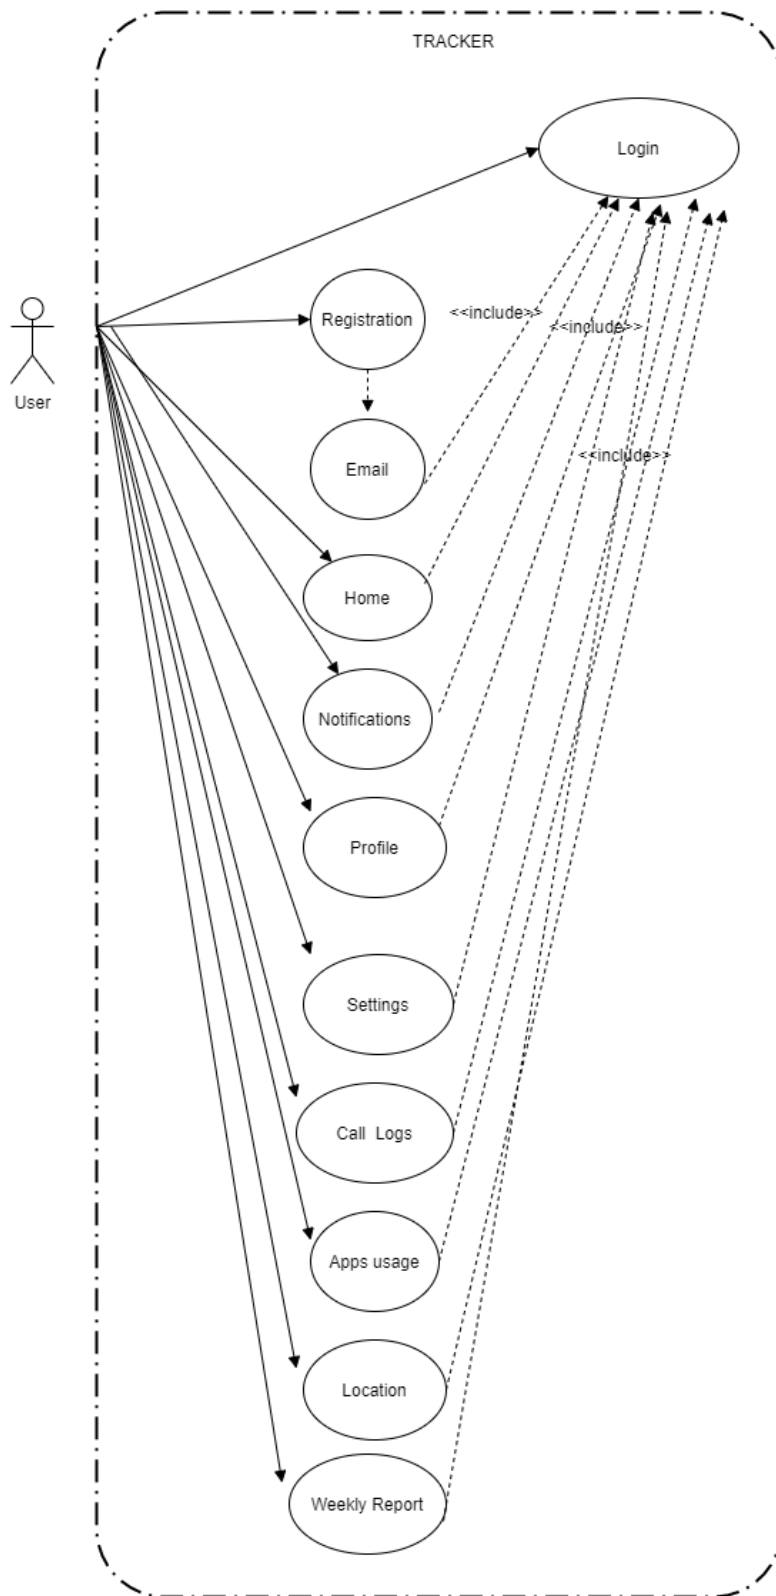 TRACKER
Login
Registration
<<include>>
<<include>>
User
Email
<<include>>
Home
Notifications
Profile
Settings
Call Logs
Apps usage
Location
Weekly Report